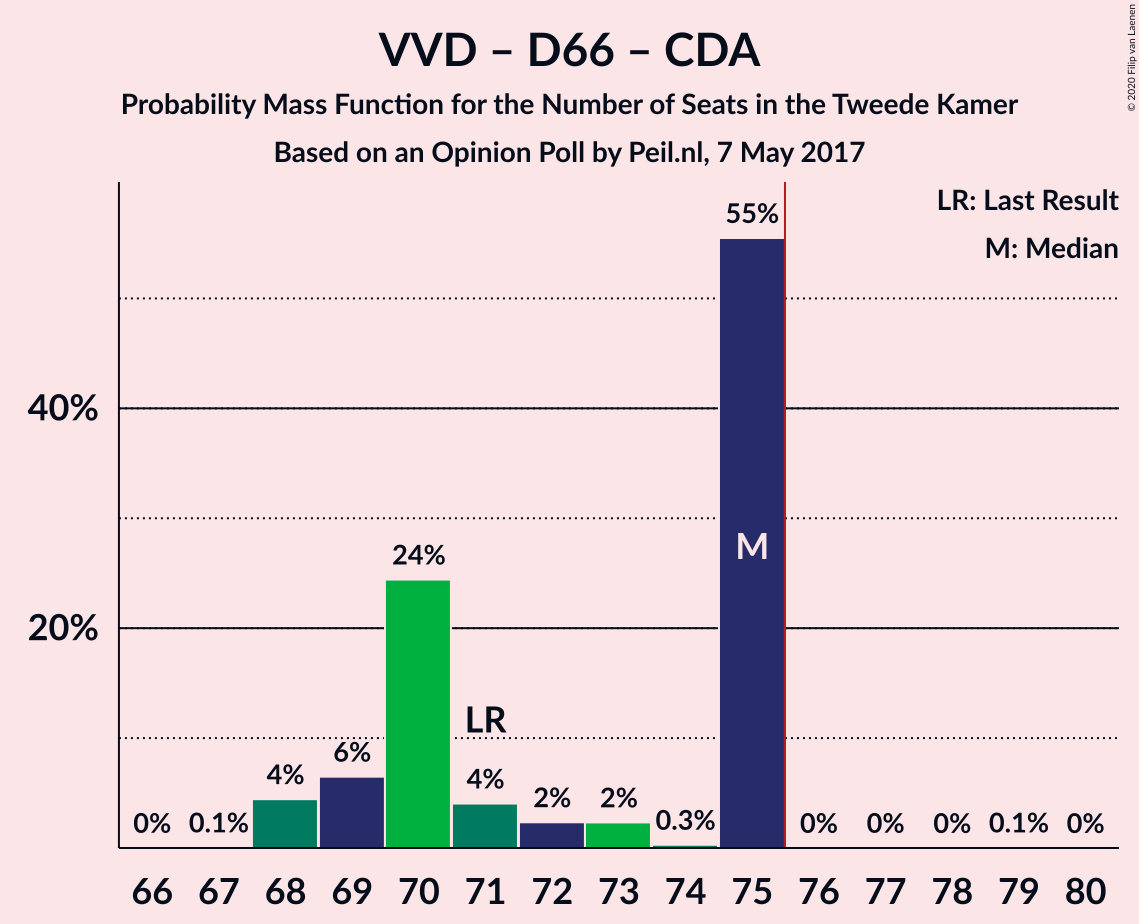 VVD – D66 – CDA
Probability Mass Function for the Number of Seats in the Tweede Kamer
Based on an Opinion Poll by Peil.nl, 7 May 2017
© 2020 Filip van Laenen
LR: Last Result
M: Median
40%
20%
0%
0.1%
4%
6%
24%
LR
4%
2%
2%
0.3%
55%
M
0%
0%
0%
0.1%
0%
66 67 68 69 70 71 72 73 74 75 76 77 78 79 80